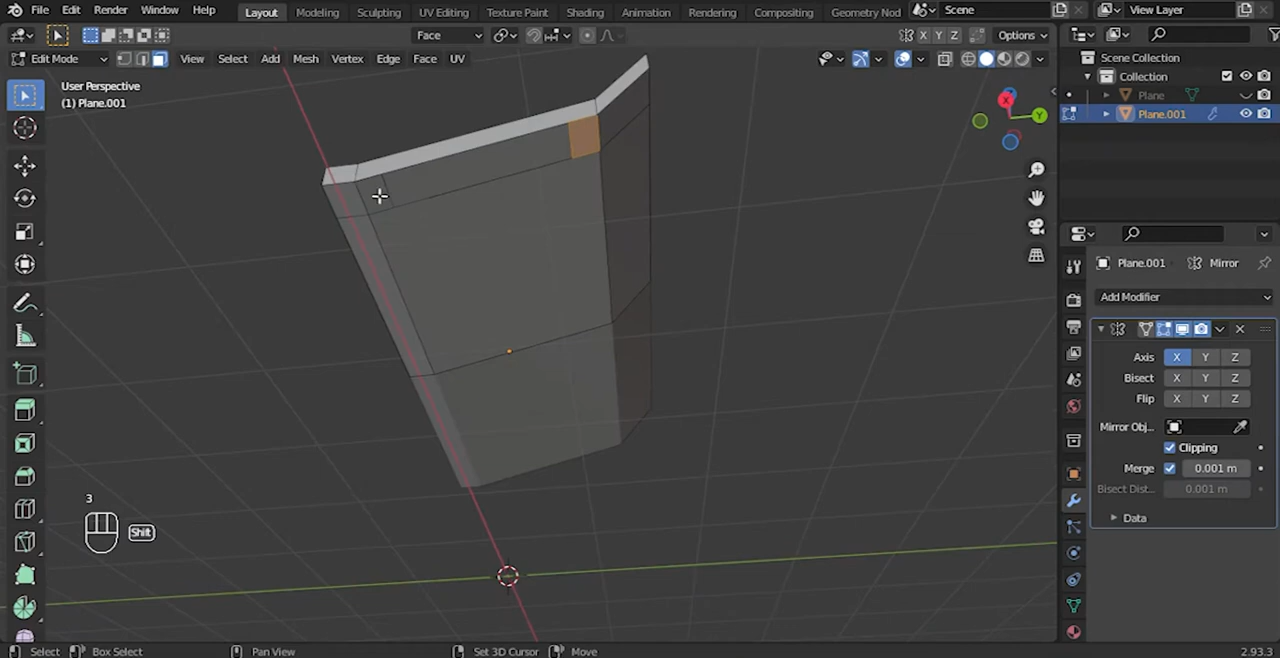 File Edit Render Window Help Layout Modeling Sculpting UV Editing Texture Paint Shading Animation Rendering Compositing Geometry Nod Scene View Layer
Face Options
Edit Mode View Select Add Mesh Vertex Edge Face UV
X Y Z
User Perspective
(1) Plane.001
X Y
Scene Collection
Collection
Plane
Plane.001
Plane.001 Mirror
Add Modifier
Axis X Y Z
Bisect X Y Z
Flip X Y Z
Mirror Obj...
Clipping
Merge 0.001 m
Bisect Dist... 0.001 m
Data
3
Shit
Select Box Select Pan View Set 3D Cursor Move 2.93.3